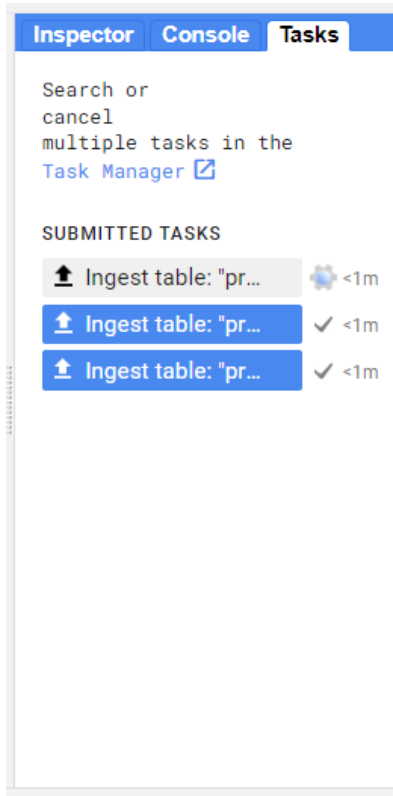 Inspector Console Tasks
Search or
cancel
multiple tasks in the
Task Manager
SUBMITTED TASKS
Ingest table: "pr... <1m
Ingest table: "pr... <1m
Ingest table: "pr... <1m